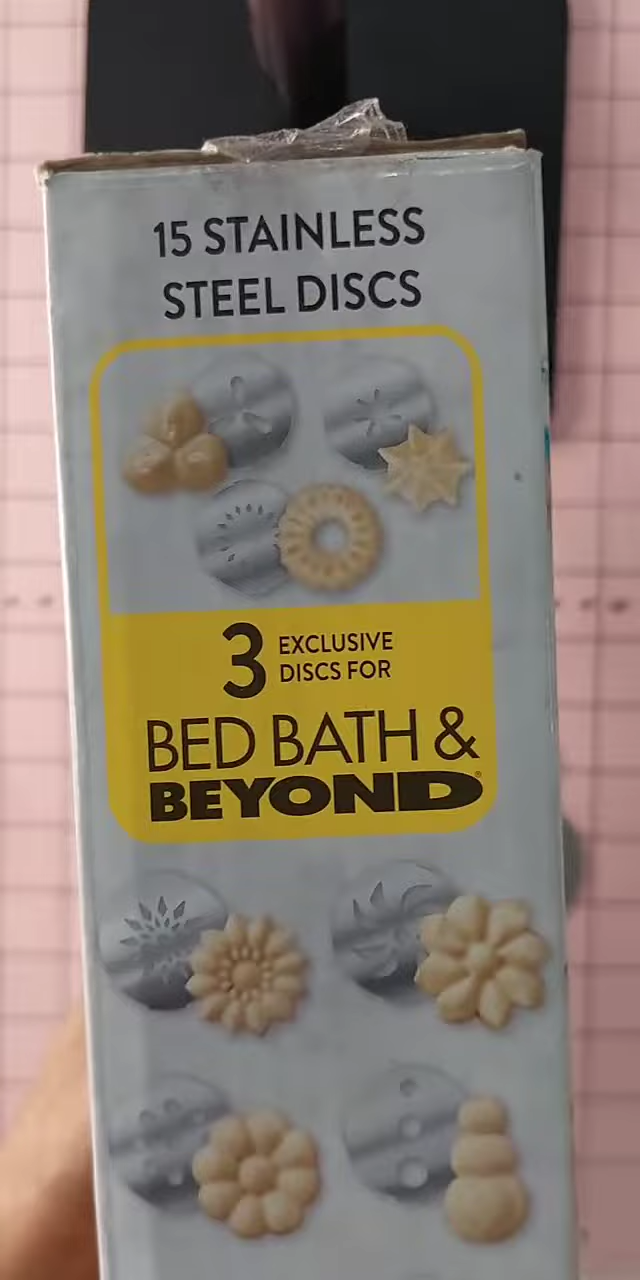 15 STAINLESS
STEEL DISCS
3 EXCLUSIVE
DISCS FOR
BED BATH &
BEYOND®